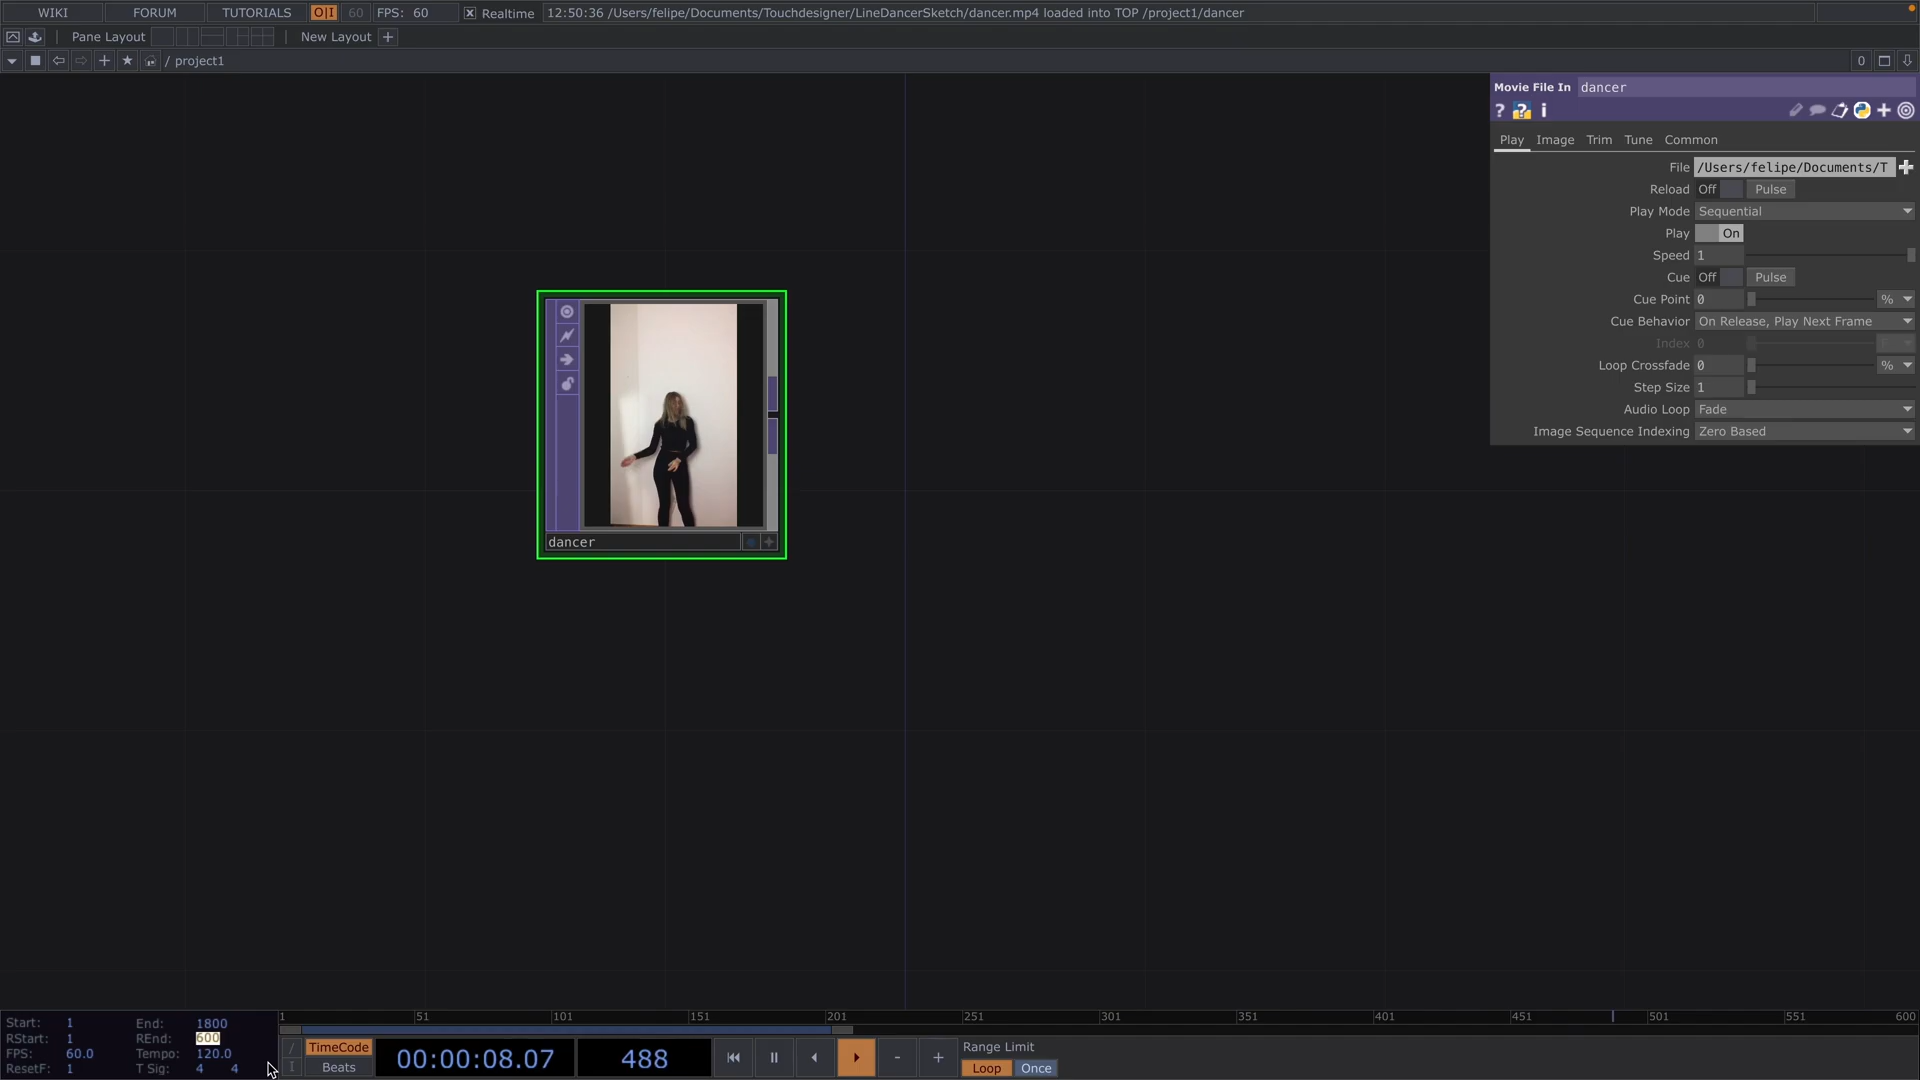 WIKI FORUM TUTORIALS O|I 60 FPS: 60 Realtime 12:50:36 /Users/felipe/Documents/Touchdesigner/LineDancerSketch/dancer.mp4 loaded into TOP /project1/dancer
Pane Layout New Layout +
/ project1 0
Movie File In dancer
? ? i
Play Image Trim Tune Common
File /Users/felipe/Documents/T
Reload Off Pulse
Play Mode Sequential
Play On
Speed 1
Cue Off Pulse
Cue Point 0 %
Cue Behavior On Release, Play Next Frame
Index 0 F
Loop Crossfade 0 %
Step Size 1
Audio Loop Fade
Image Sequence Indexing Zero Based
dancer
1 51 101 151 201 251 301 351 401 451 501 551 600
Start: 1 End: 1800
RStart: 1 REnd: 600
FPS: 60.0 Tempo: 120.0
ResetF: 1 T Sig: 4 4
/ I
TimeCode
Beats
00:00:08.07 488
- +
Range Limit
Loop Once